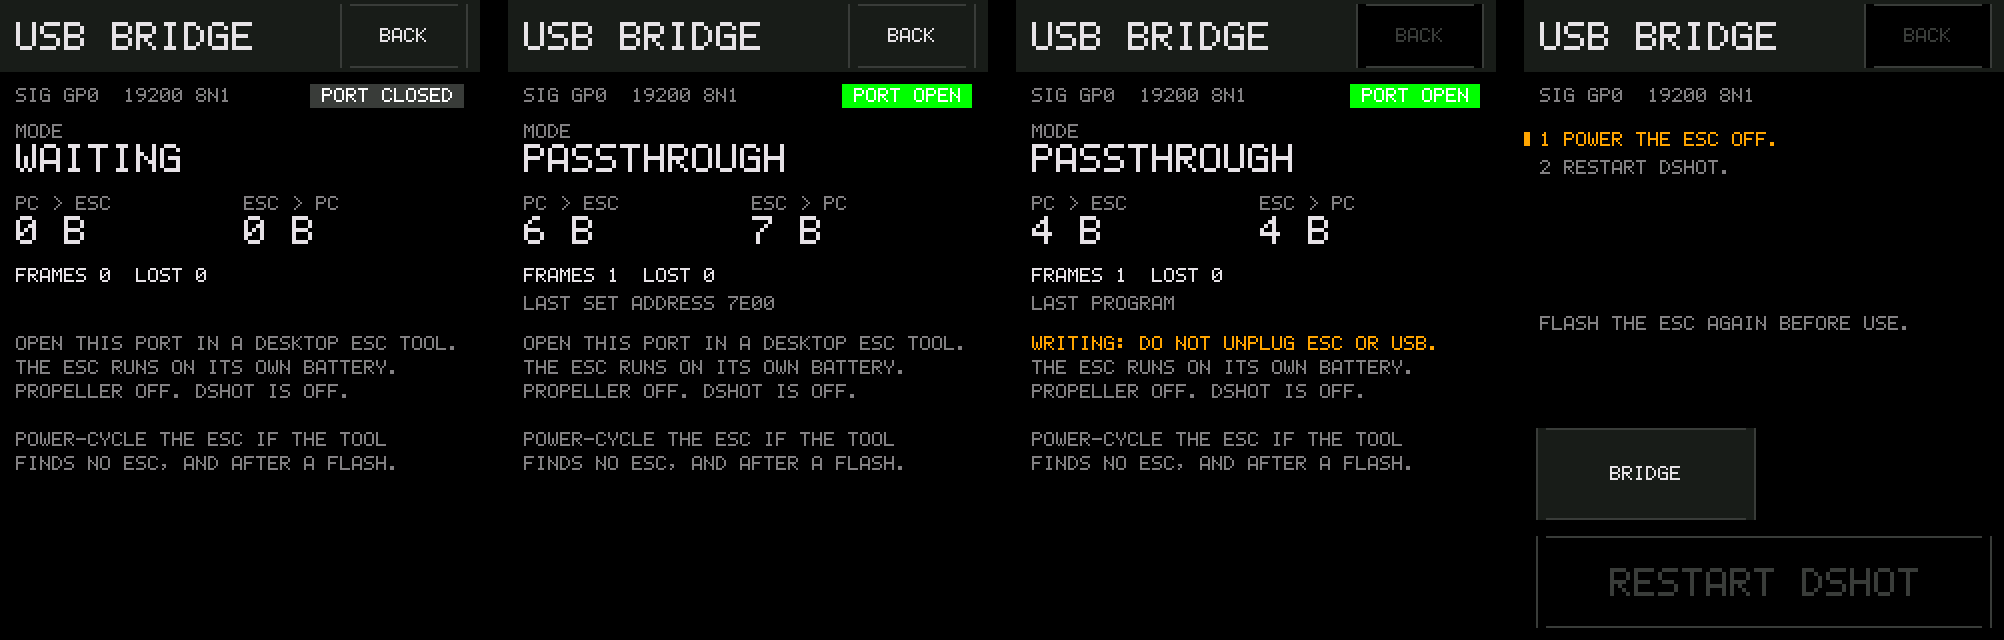 USB BRIDGE BACK
SIG GP0 19200 8N1 PORT CLOSED
MODE
WAITING
PC > ESC ESC > PC
0 B 0 B
FRAMES 0 LOST 0
OPEN THIS PORT IN A DESKTOP ESC TOOL.
THE ESC RUNS ON ITS OWN BATTERY.
PROPELLER OFF. DSHOT IS OFF.
POWER-CYCLE THE ESC IF THE TOOL
FINDS NO ESC, AND AFTER A FLASH.
USB BRIDGE BACK
SIG GP0 19200 8N1 PORT OPEN
MODE
PASSTHROUGH
PC > ESC ESC > PC
6 B 7 B
FRAMES 1 LOST 0
LAST SET ADDRESS 7E00
OPEN THIS PORT IN A DESKTOP ESC TOOL.
THE ESC RUNS ON ITS OWN BATTERY.
PROPELLER OFF. DSHOT IS OFF.
POWER-CYCLE THE ESC IF THE TOOL
FINDS NO ESC, AND AFTER A FLASH.
USB BRIDGE BACK
SIG GP0 19200 8N1 PORT OPEN
MODE
PASSTHROUGH
PC > ESC ESC > PC
4 B 4 B
FRAMES 1 LOST 0
LAST PROGRAM
WRITING: DO NOT UNPLUG ESC OR USB.
THE ESC RUNS ON ITS OWN BATTERY.
PROPELLER OFF. DSHOT IS OFF.
POWER-CYCLE THE ESC IF THE TOOL
FINDS NO ESC, AND AFTER A FLASH.
USB BRIDGE BACK
SIG GP0 19200 8N1
1 POWER THE ESC OFF.
2 RESTART DSHOT.
FLASH THE ESC AGAIN BEFORE USE.
BRIDGE
RESTART DSHOT